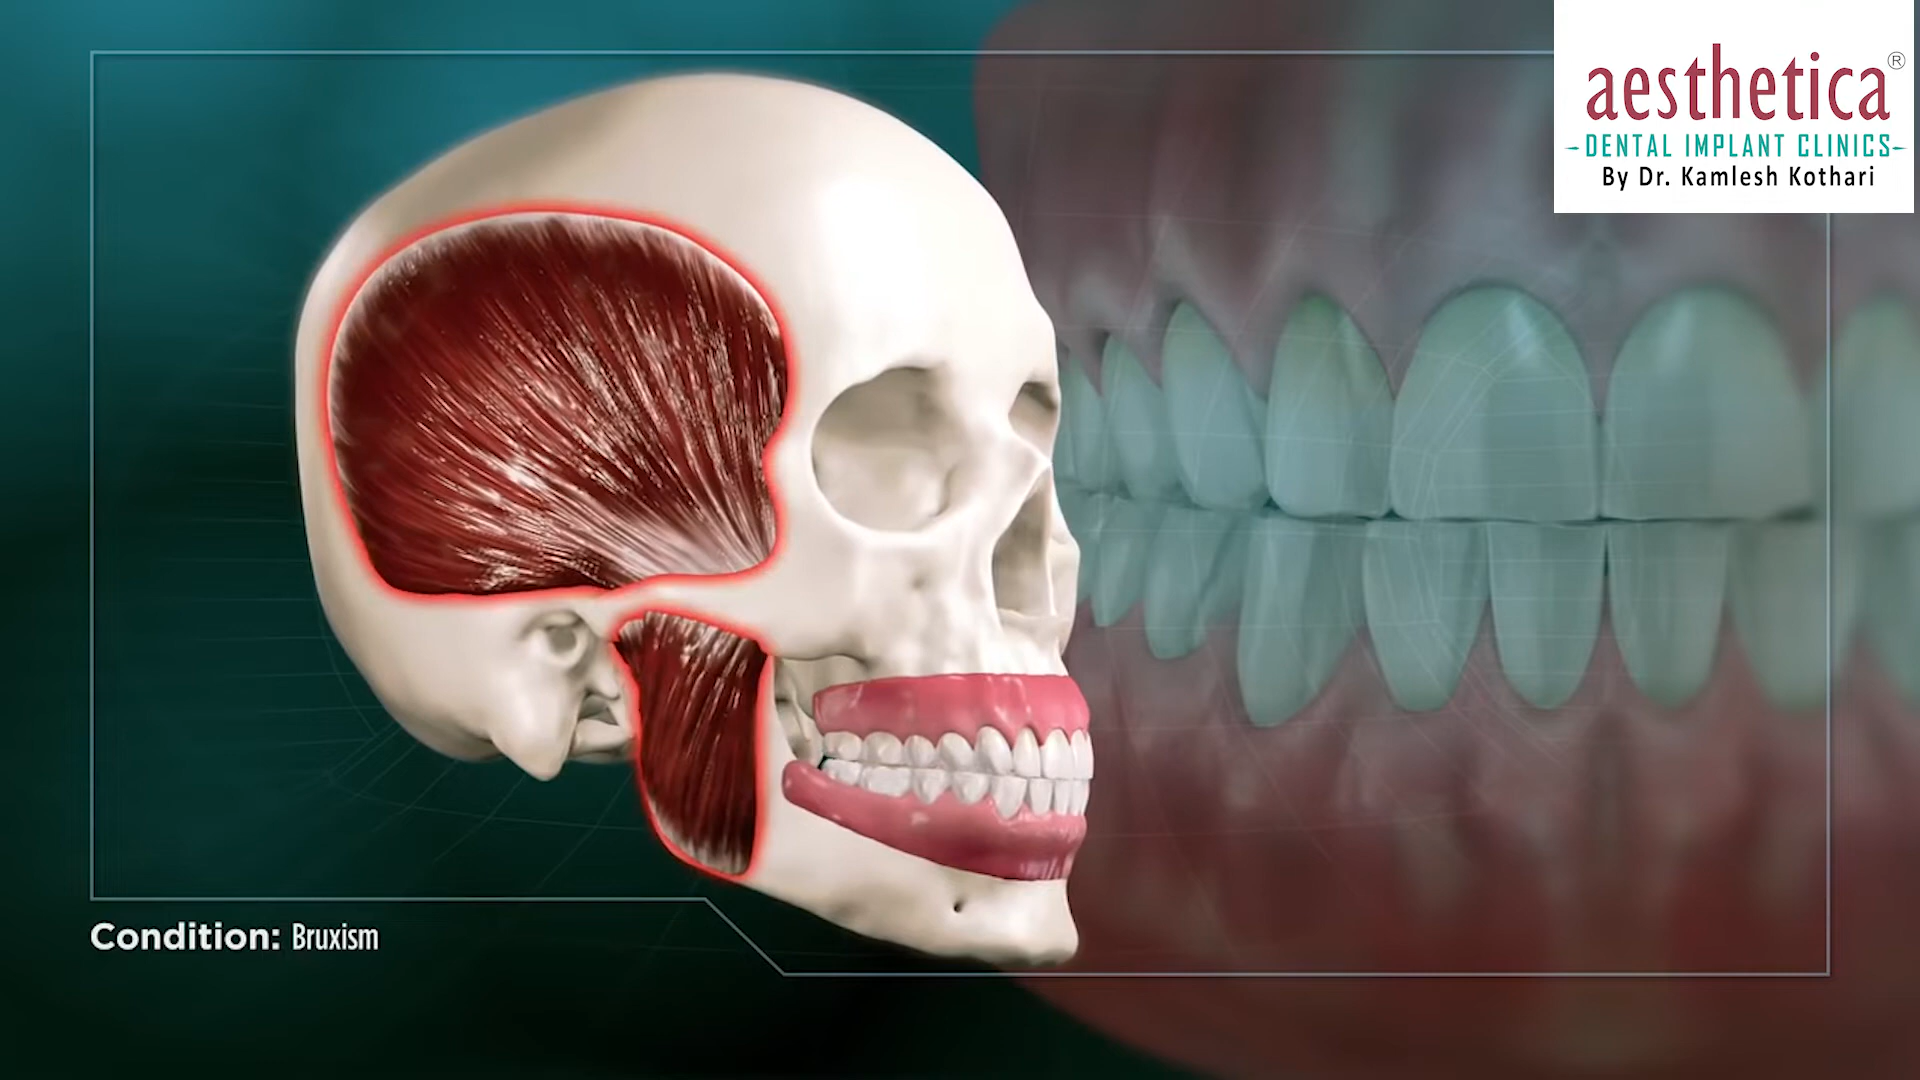 aesthetica®
DENTAL IMPLANT CLINICS
By Dr. Kamlesh Kothari
Condition: Bruxism